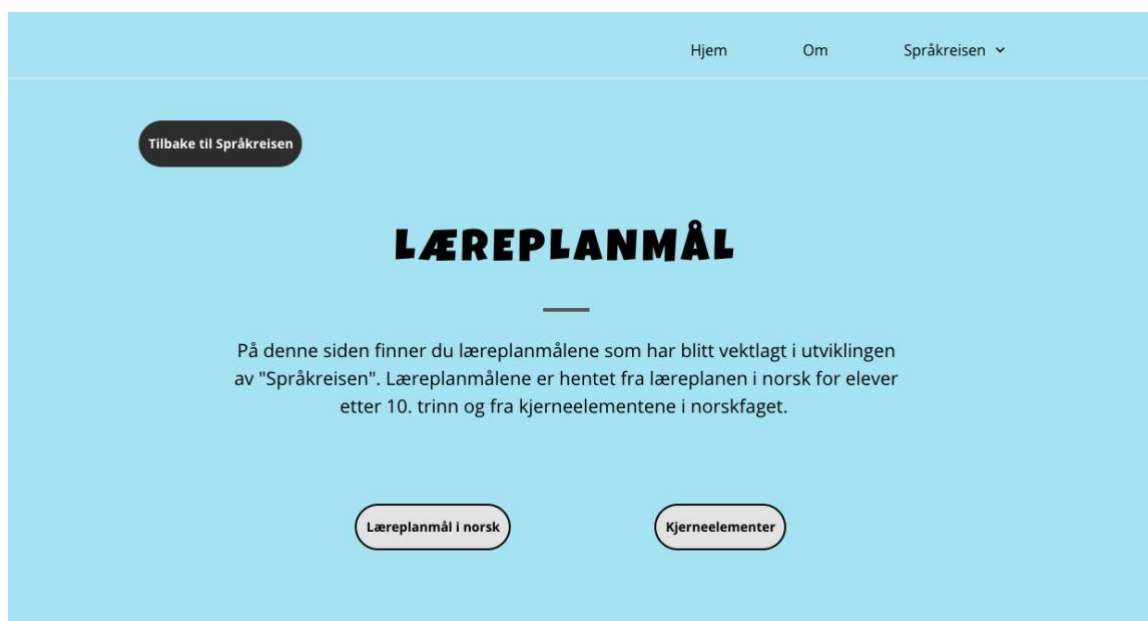 Hjem Om Språkreisen
Tilbake til Språkreisen
LÆREPLANMÅL
På denne siden finner du læreplanmålene som har blitt vektlagt i utviklingen
av "Språkreisen". Læreplanmålene er hentet fra læreplanen i norsk for elever
etter 10. trinn og fra kjerneelementene i norskfaget.
Læreplanmål i norsk Kjerneelementer